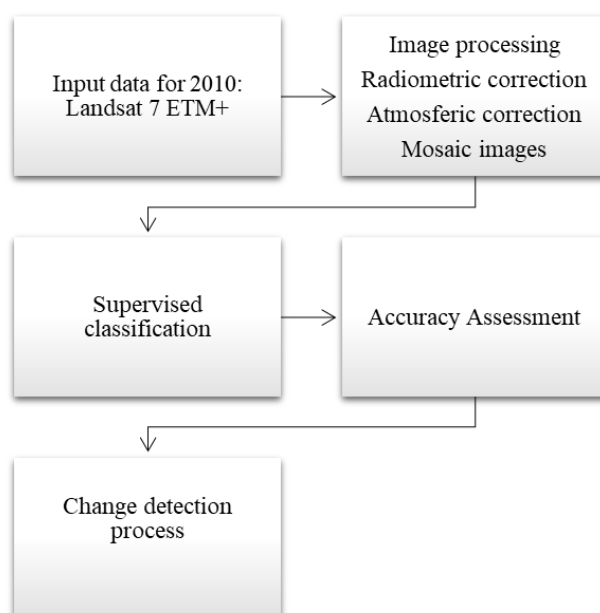 Input data for 2010:
Landsat 7 ETM+
Image processing
Radiometric correction
Atmosferic correction
Mosaic images
Supervised
classification
Accuracy Assessment
Change detection
process